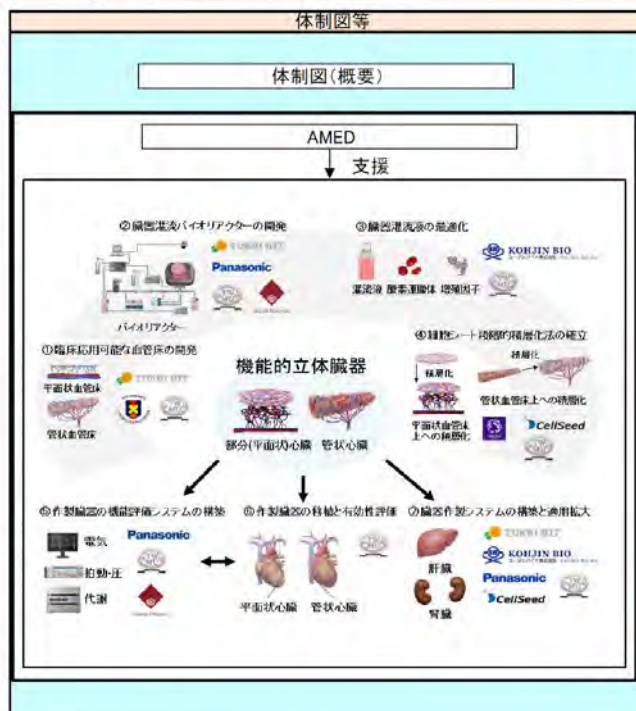 体制図等
体制図(概要)
AMED
支援
②臓器灌流バイオリアクターの開発
Panasonic
バイオリアクター
③臓器灌流液の最適化
KOHJIN BIO
灌流液 酸素運搬体 増殖因子
①臨床応用可能な血管床の開発
平面状血管床
管状血管床
機能的立体臓器
部分(平面状)心臓 管状心臓
④細胞シート段階的積層化法の確立
積層化
積層化
管状血管床上への積層化
平面状血管床
上への積層化
CellSeed
⑤作製臓器の機能評価システムの構築
電気
Panasonic
拍動・圧
代謝
⑥作製臓器の移植と有効性評価
平面状心臓 管状心臓
⑦臓器作製システムの構築と適用拡大
肝臓
腎臓
KOHJIN BIO
Panasonic
CellSeed